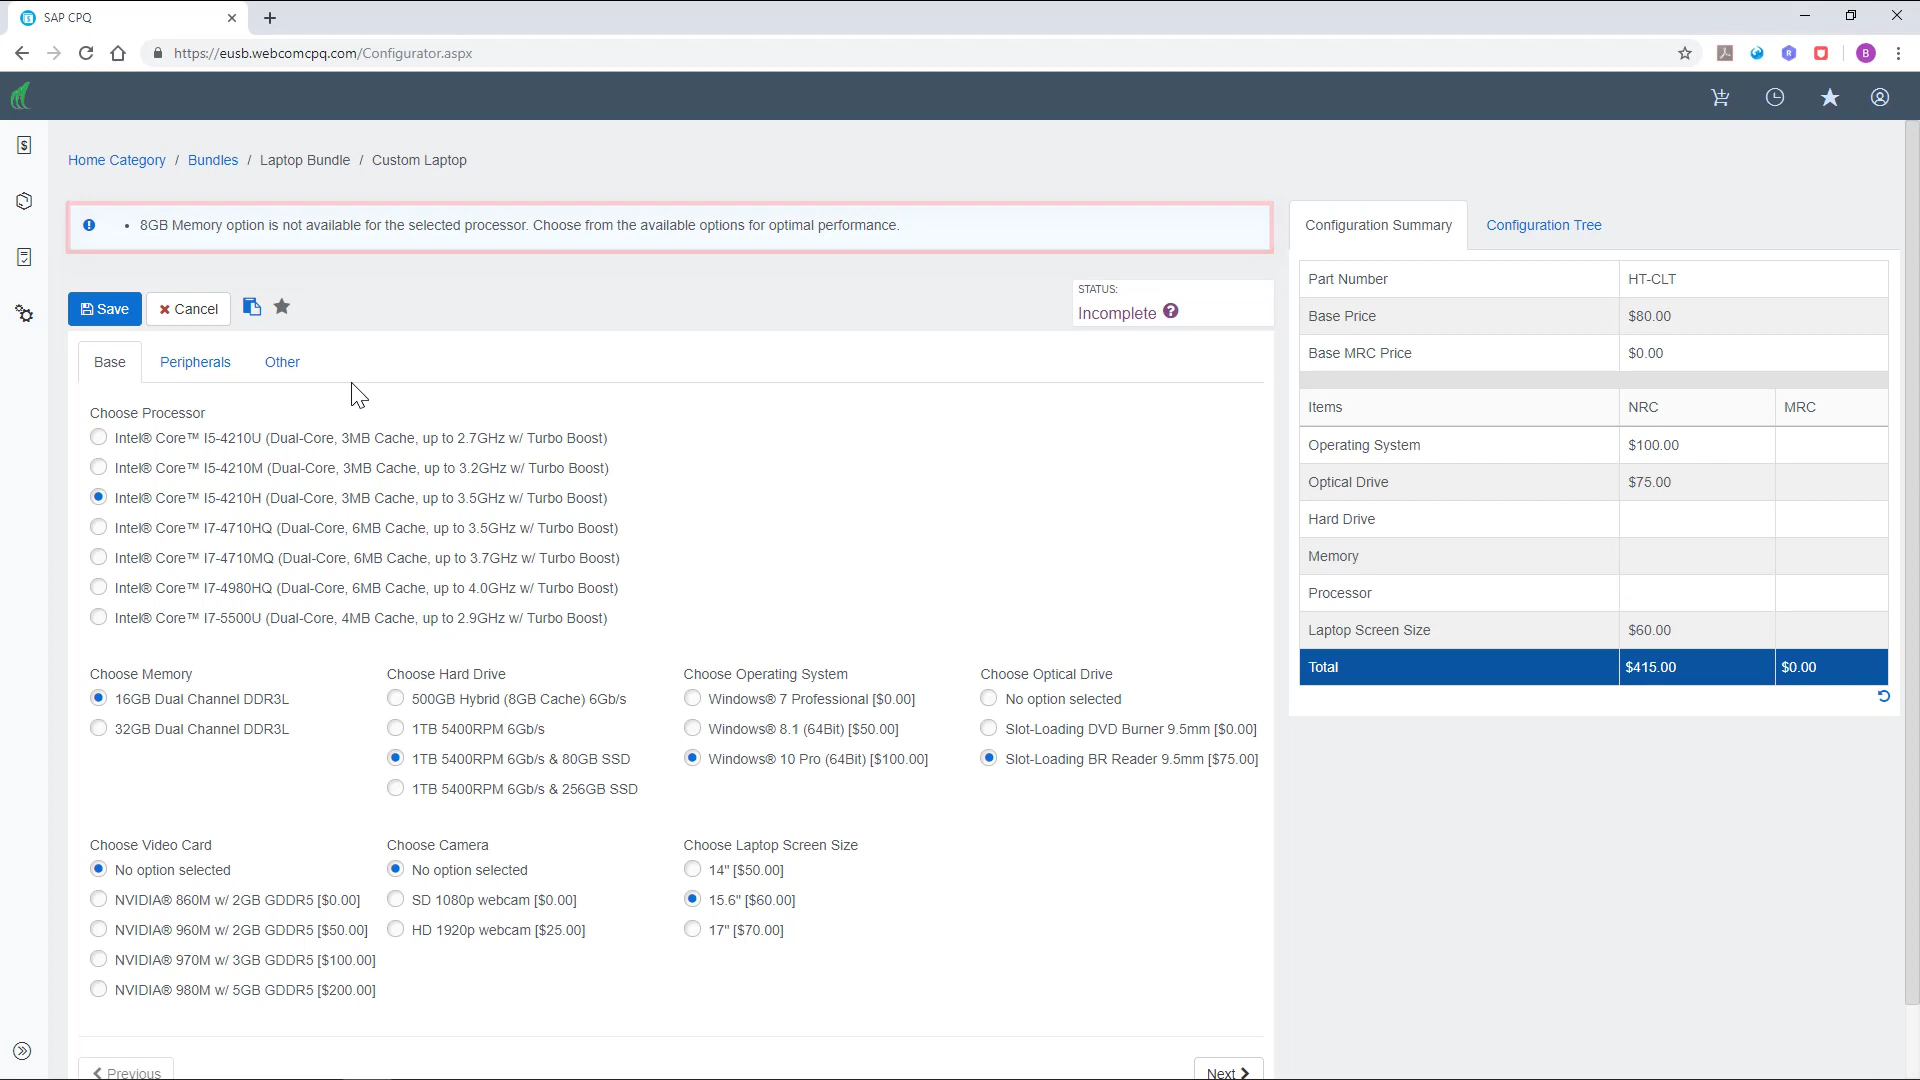 SAP CPQ
https://eusb.webcomcpq.com/Configurator.aspx
B
Home Category / Bundles / Laptop Bundle / Custom Laptop
• 8GB Memory option is not available for the selected processor. Choose from the available options for optimal performance.
Save
Cancel
STATUS:
Incomplete
Base
Peripherals
Other
Choose Processor
Intel® Core™ I5-4210U (Dual-Core, 3MB Cache, up to 2.7GHz w/ Turbo Boost)
Intel® Core™ I5-4210M (Dual-Core, 3MB Cache, up to 3.2GHz w/ Turbo Boost)
Intel® Core™ I5-4210H (Dual-Core, 3MB Cache, up to 3.5GHz w/ Turbo Boost)
Intel® Core™ I7-4710HQ (Dual-Core, 6MB Cache, up to 3.5GHz w/ Turbo Boost)
Intel® Core™ I7-4710MQ (Dual-Core, 6MB Cache, up to 3.7GHz w/ Turbo Boost)
Intel® Core™ I7-4980HQ (Dual-Core, 6MB Cache, up to 4.0GHz w/ Turbo Boost)
Intel® Core™ I7-5500U (Dual-Core, 4MB Cache, up to 2.9GHz w/ Turbo Boost)
Choose Memory
16GB Dual Channel DDR3L
32GB Dual Channel DDR3L
Choose Hard Drive
500GB Hybrid (8GB Cache) 6Gb/s
1TB 5400RPM 6Gb/s
1TB 5400RPM 6Gb/s & 80GB SSD
1TB 5400RPM 6Gb/s & 256GB SSD
Choose Operating System
Windows® 7 Professional [$0.00]
Windows® 8.1 (64Bit) [$50.00]
Windows® 10 Pro (64Bit) [$100.00]
Choose Optical Drive
No option selected
Slot-Loading DVD Burner 9.5mm [$0.00]
Slot-Loading BR Reader 9.5mm [$75.00]
Choose Video Card
No option selected
NVIDIA® 860M w/ 2GB GDDR5 [$0.00]
NVIDIA® 960M w/ 2GB GDDR5 [$50.00]
NVIDIA® 970M w/ 3GB GDDR5 [$100.00]
NVIDIA® 980M w/ 5GB GDDR5 [$200.00]
Choose Camera
No option selected
SD 1080p webcam [$0.00]
HD 1920p webcam [$25.00]
Choose Laptop Screen Size
14" [$50.00]
15.6" [$60.00]
17" [$70.00]
Previous
Next
Configuration Summary
Configuration Tree
Part Number HT-CLT
Base Price $80.00
Base MRC Price $0.00
Items NRC MRC
Operating System $100.00
Optical Drive $75.00
Hard Drive
Memory
Processor
Laptop Screen Size $60.00
Total $415.00 $0.00